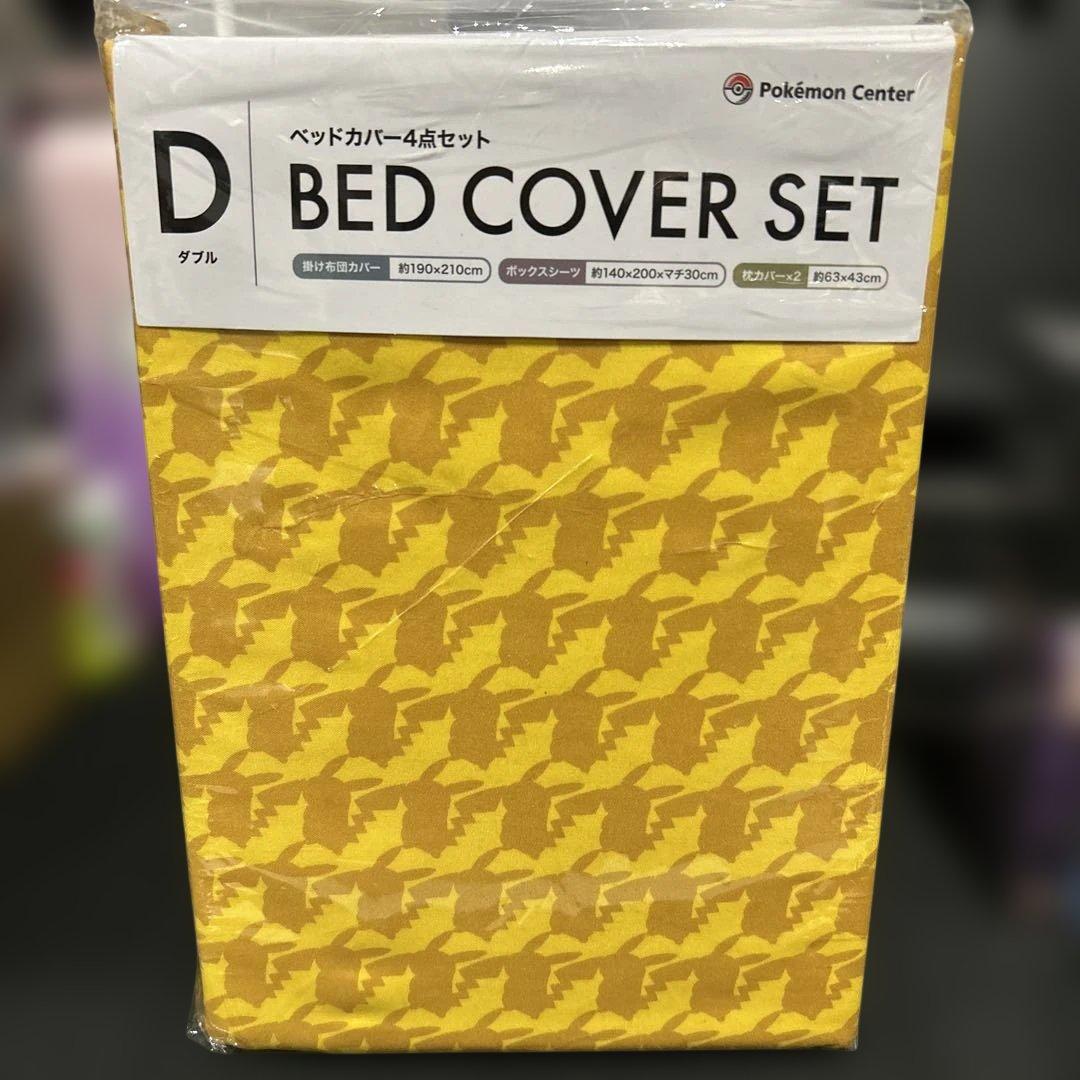 Pokémon Center
D
ダブル
ベッドカバー4点セット
BED COVER SET
掛け布団カバー 約190×210cm
ボックスシーツ 約140×200×マチ30cm
枕カバー×2 約63×43cm